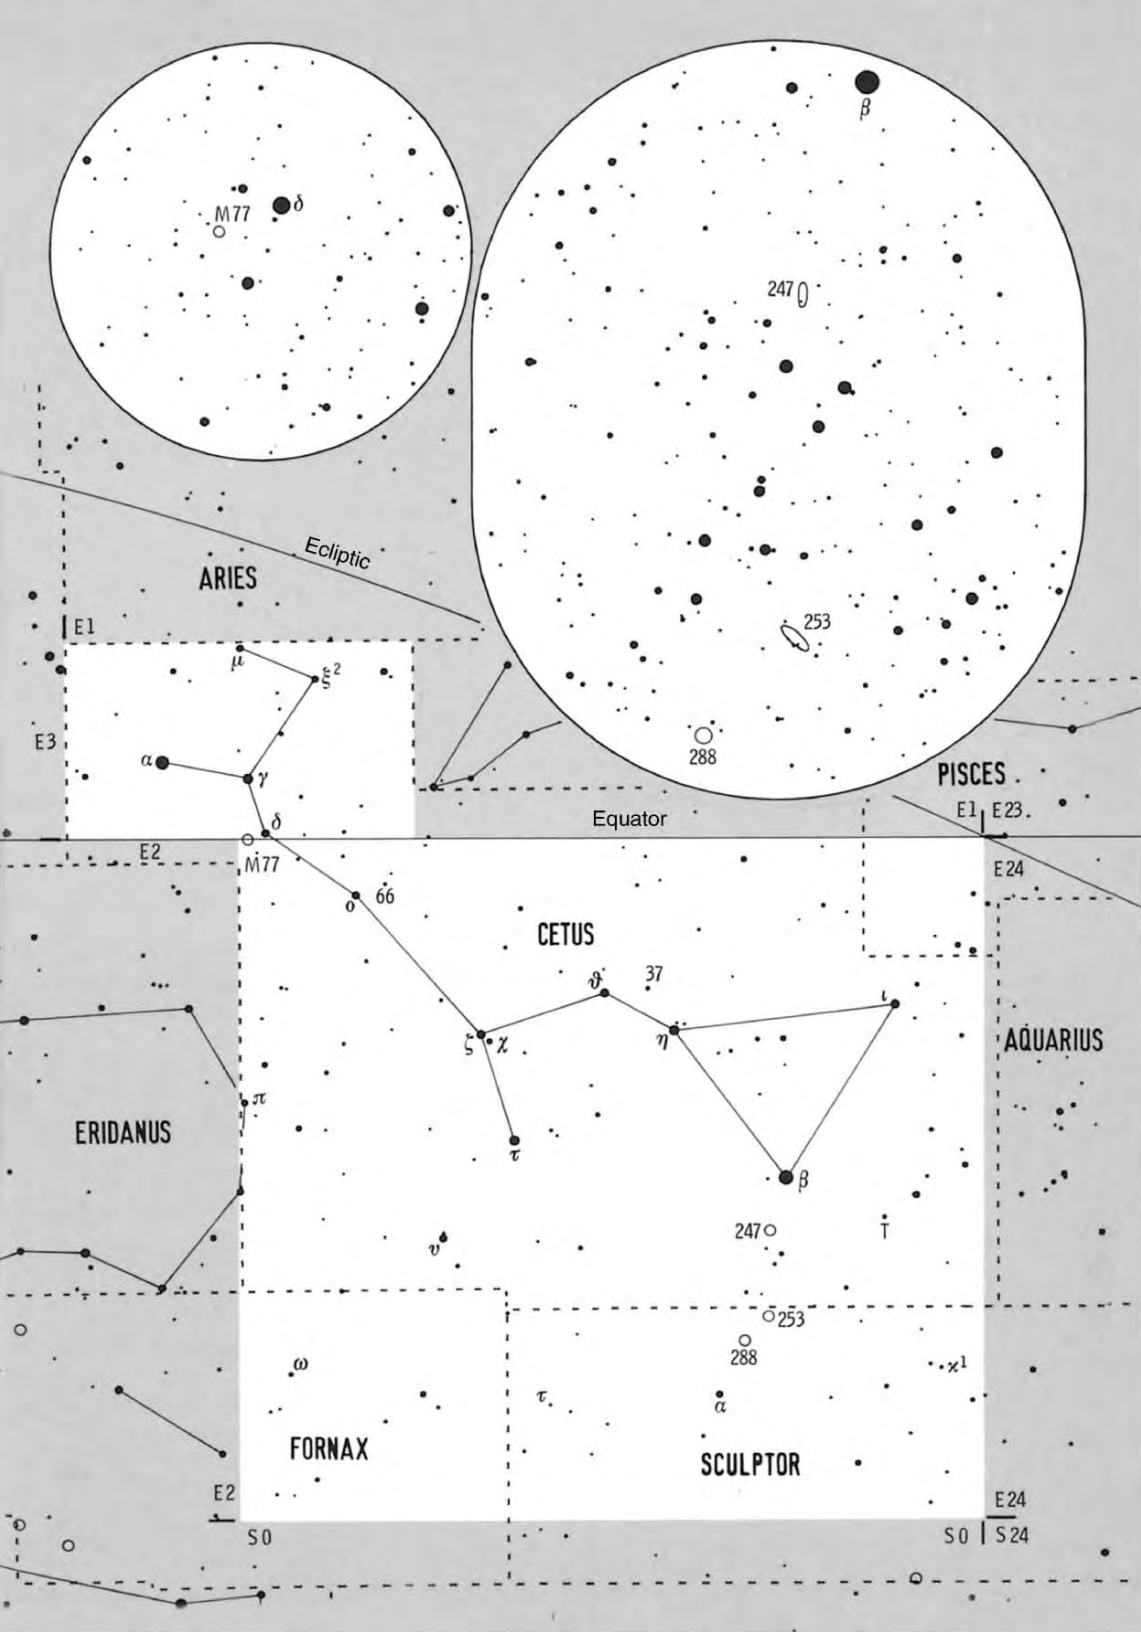 β
δ
M77
247
253
288
Ecliptic
ARIES
E1
μ
ξ²
E3
α
γ
δ
PISCES
E1 E23
Equator
E2
M77
E24
66
ο
CETUS
37
ϑ
ι
ζ χ
η
AQUARIUS
π
ERIDANUS
τ
β
247
T
υ
253
288
ω
ϰ¹
τ
α
FORNAX
SCULPTOR
E2
E24
S0
S0 S24